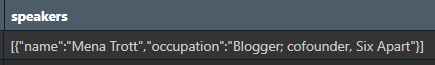 speakers
[{"name":"Mena Trott","occupation":"Blogger; cofounder, Six Apart"}]